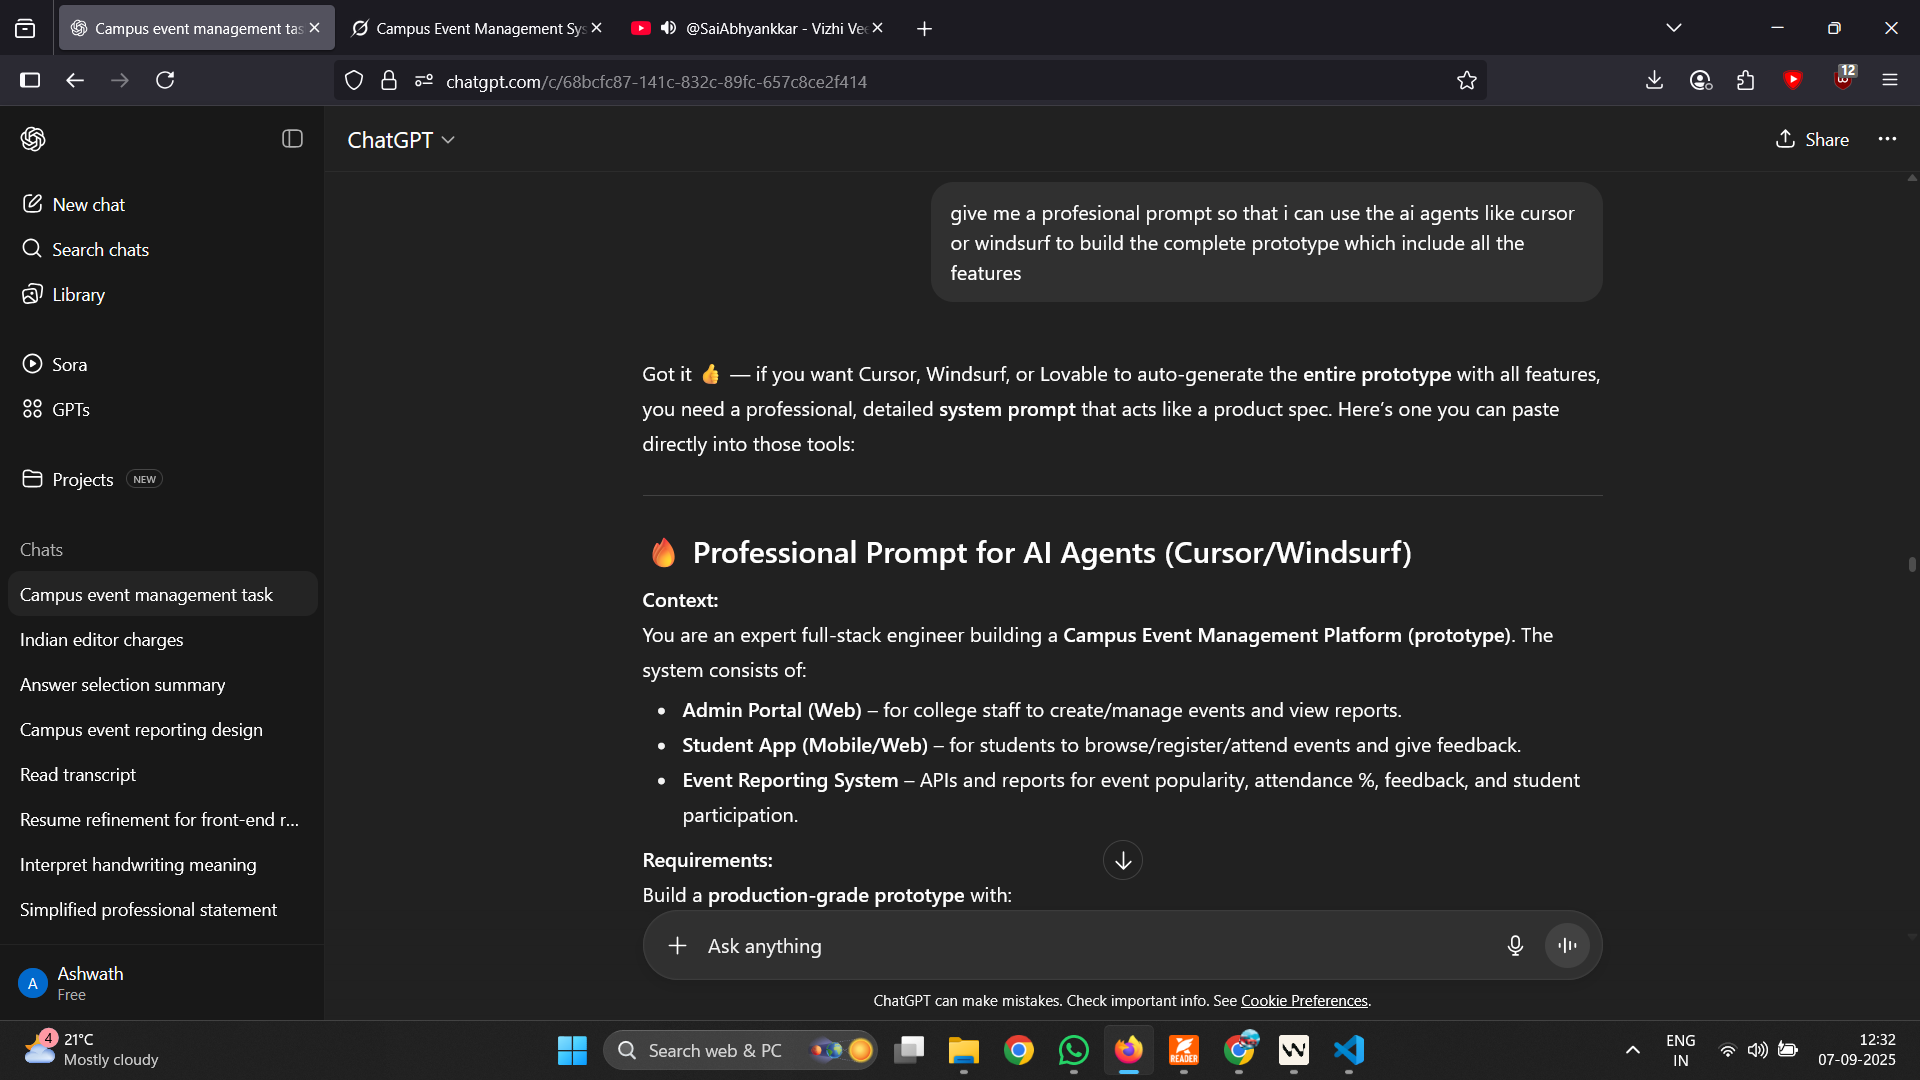 Campus event management tas
Campus Event Management Sys
@SaiAbhyankkar - Vizhi Vee
chatgpt.com/c/68bcfc87-141c-832c-89fc-657c8ce2f414
12
ChatGPT
Share
New chat
Search chats
Library
Sora
GPTs
Projects NEW
Chats
Campus event management task
Indian editor charges
Answer selection summary
Campus event reporting design
Read transcript
Resume refinement for front-end r...
Interpret handwriting meaning
Simplified professional statement
A
Ashwath
Free
give me a profesional prompt so that i can use the ai agents like cursor
or windsurf to build the complete prototype which include all the
features
Got it 👍 — if you want Cursor, Windsurf, or Lovable to auto-generate the entire prototype with all features,
you need a professional, detailed system prompt that acts like a product spec. Here's one you can paste
directly into those tools:
🔥 Professional Prompt for AI Agents (Cursor/Windsurf)
Context:
You are an expert full-stack engineer building a Campus Event Management Platform (prototype). The
system consists of:
• Admin Portal (Web) – for college staff to create/manage events and view reports.
• Student App (Mobile/Web) – for students to browse/register/attend events and give feedback.
• Event Reporting System – APIs and reports for event popularity, attendance %, feedback, and student
participation.
Requirements:
Build a production-grade prototype with:
Ask anything
ChatGPT can make mistakes. Check important info. See Cookie Preferences.
4
21°C
Mostly cloudy
Search web & PC
READER
ENG
IN
12:32
07-09-2025